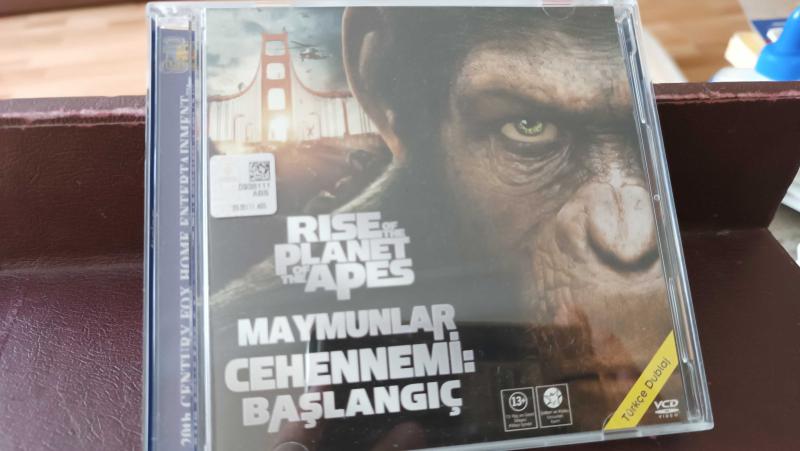 20th CENTURY FOX HOME ENTERTAINMENT
RISE OF
THE
PLANET
OF
THE APES
MAYMUNLAR
CEHENNEMİ:
BAŞLANGIÇ
13+
Türkçe Dublaj
VCD
VIDEO